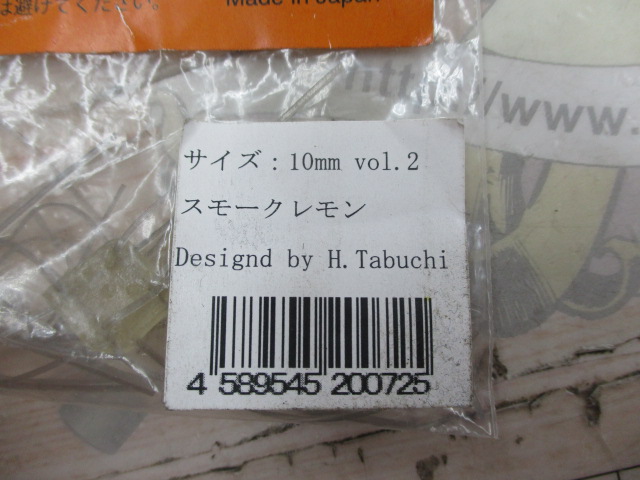 は避けてください。
Made in Japan
http://www.
サイズ：10mm vol.2
スモークレモン
Designd by H.Tabuchi
4 589545 200725